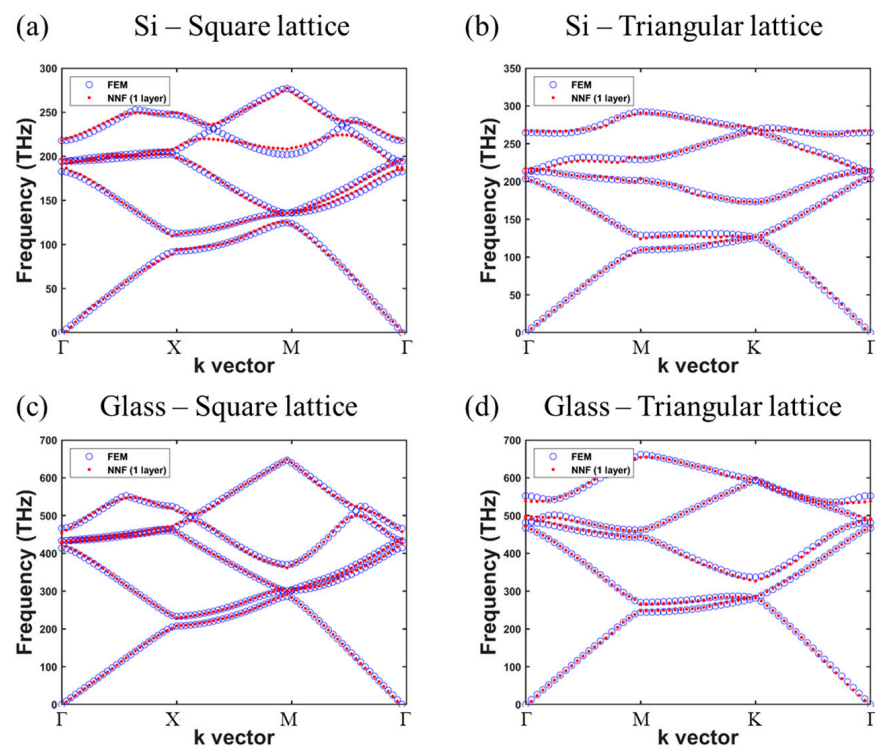 (a) Si – Square lattice
300
250
200
150
100
50
0
Frequency (THz)
FEM
NNF (1 layer)
Γ X M Γ
k vector
(b) Si – Triangular lattice
350
300
250
200
150
100
50
0
Frequency (THz)
FEM
NNF (1 layer)
Γ M K Γ
k vector
(c) Glass – Square lattice
700
600
500
400
300
200
100
0
Frequency (THz)
FEM
NNF (1 layer)
Γ X M Γ
k vector
(d) Glass – Triangular lattice
700
600
500
400
300
200
100
0
Frequency (THz)
FEM
NNF (1 layer)
Γ M K Γ
k vector